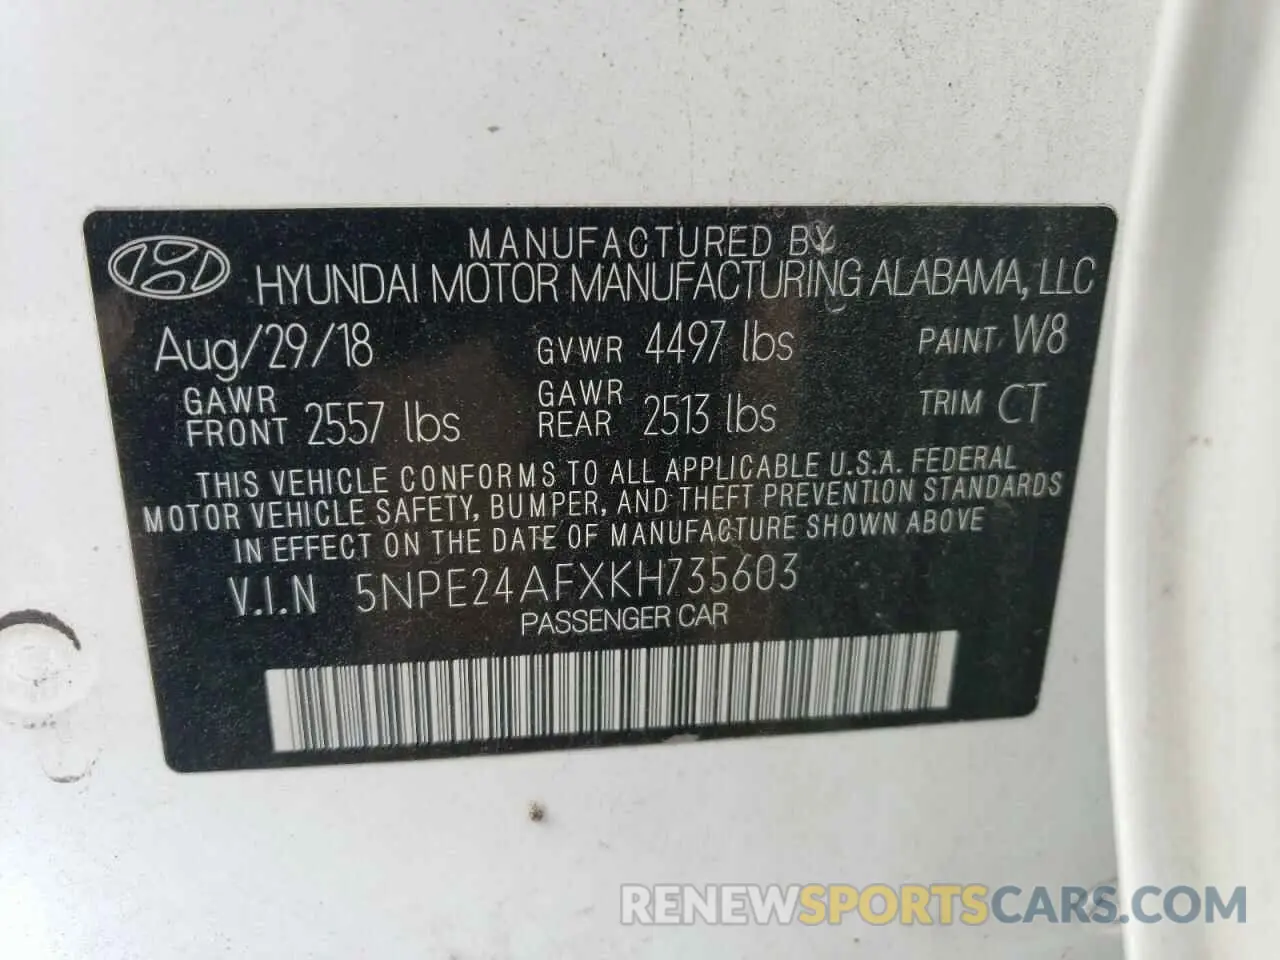 MANUFACTURED BY
HYUNDAI MOTOR MANUFACTURING ALABAMA, LLC
Aug/29/18 GVWR 4497 lbs PAINT W8
GAWR FRONT 2557 lbs GAWR REAR 2513 lbs TRIM CT
THIS VEHICLE CONFORMS TO ALL APPLICABLE U.S.A. FEDERAL
MOTOR VEHICLE SAFETY, BUMPER, AND THEFT PREVENTION STANDARDS
IN EFFECT ON THE DATE OF MANUFACTURE SHOWN ABOVE
V.I.N 5NPE24AFXKH735603
PASSENGER CAR
RENEWSPORTSCARS.COM